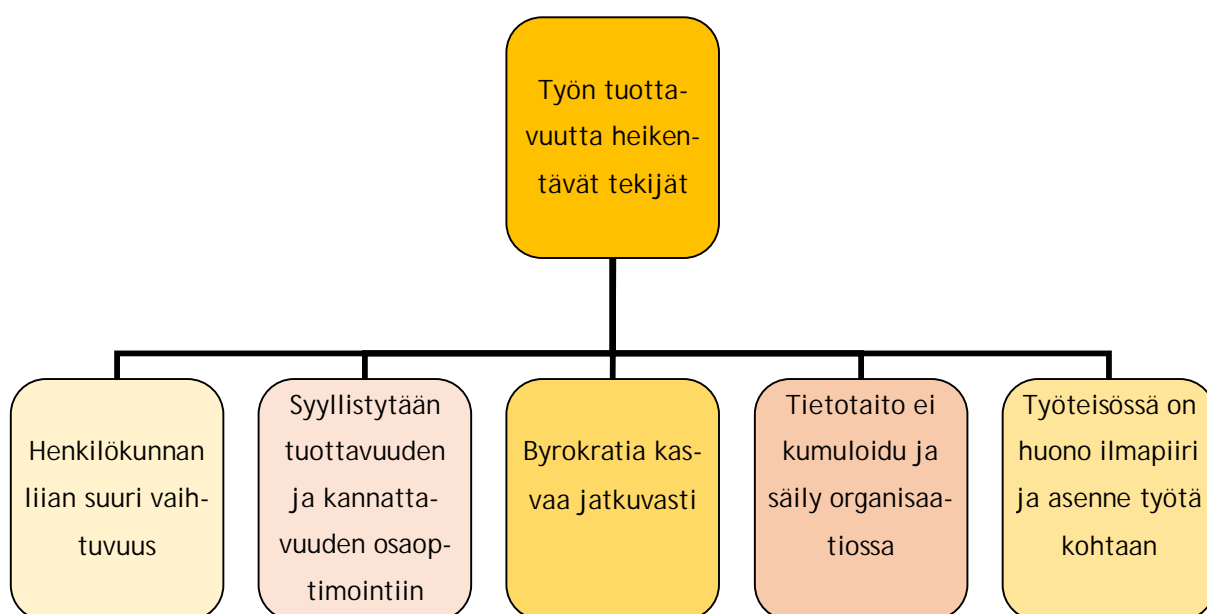 Työn tuotta-
vuutta heiken-
tävät tekijät
Henkilökunnan
liian suuri vaih-
tuvuus
Syyllistytään
tuottavuuden
ja kannatta-
vuuden osaop-
timointiin
Byrokratia kas-
vaa jatkuvasti
Tietotaito ei
kumuloidu ja
säily organisaa-
tiossa
Työteisössä on
huono ilmapiiri
ja asenne työtä
kohtaan